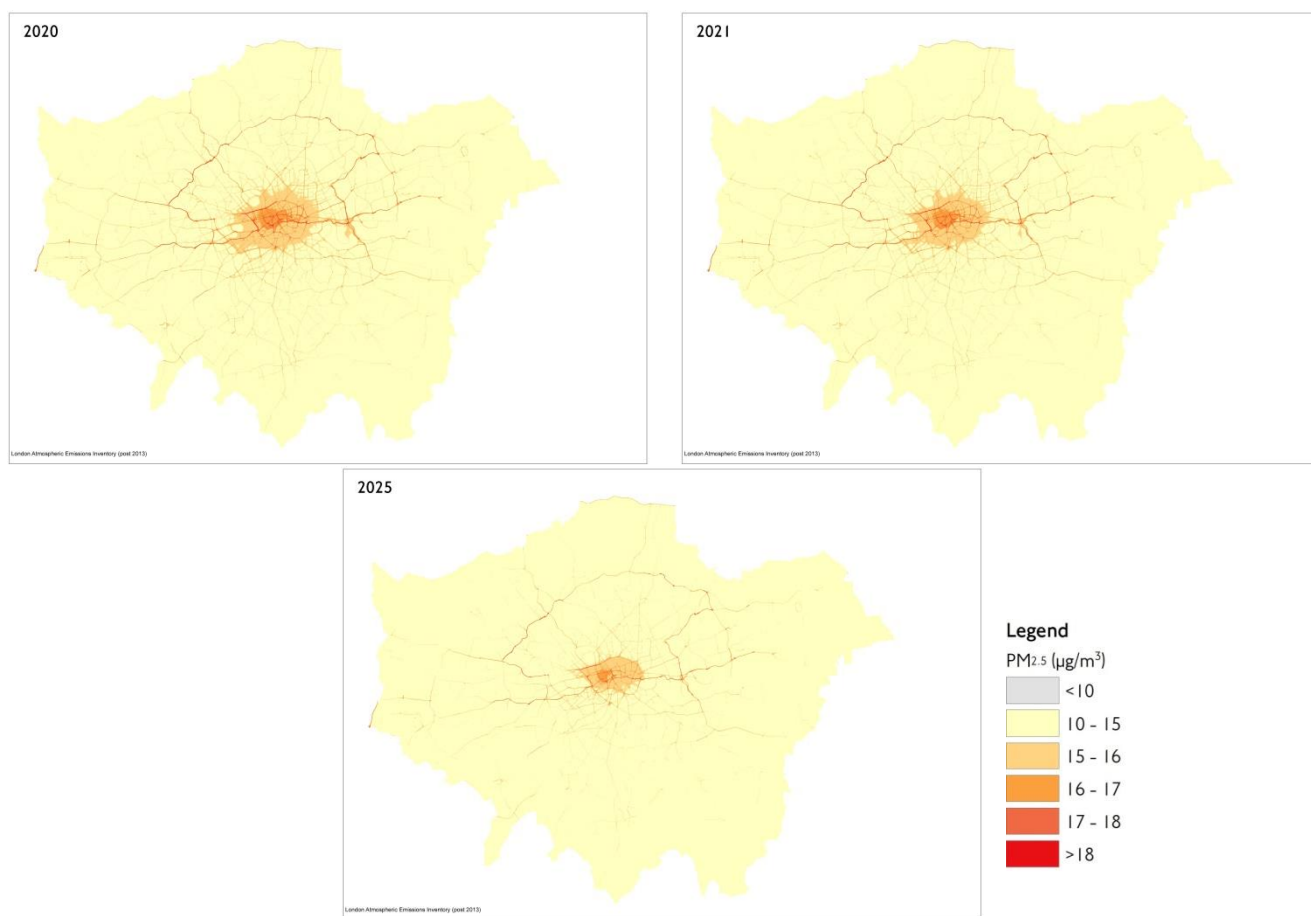 2020
London Atmospheric Emissions Inventory (post 2013)
2021
London Atmospheric Emissions Inventory (post 2013)
2025
London Atmospheric Emissions Inventory (post 2013)
Legend
PM2.5 (µg/m³)
<10
10 - 15
15 - 16
16 - 17
17 - 18
>18